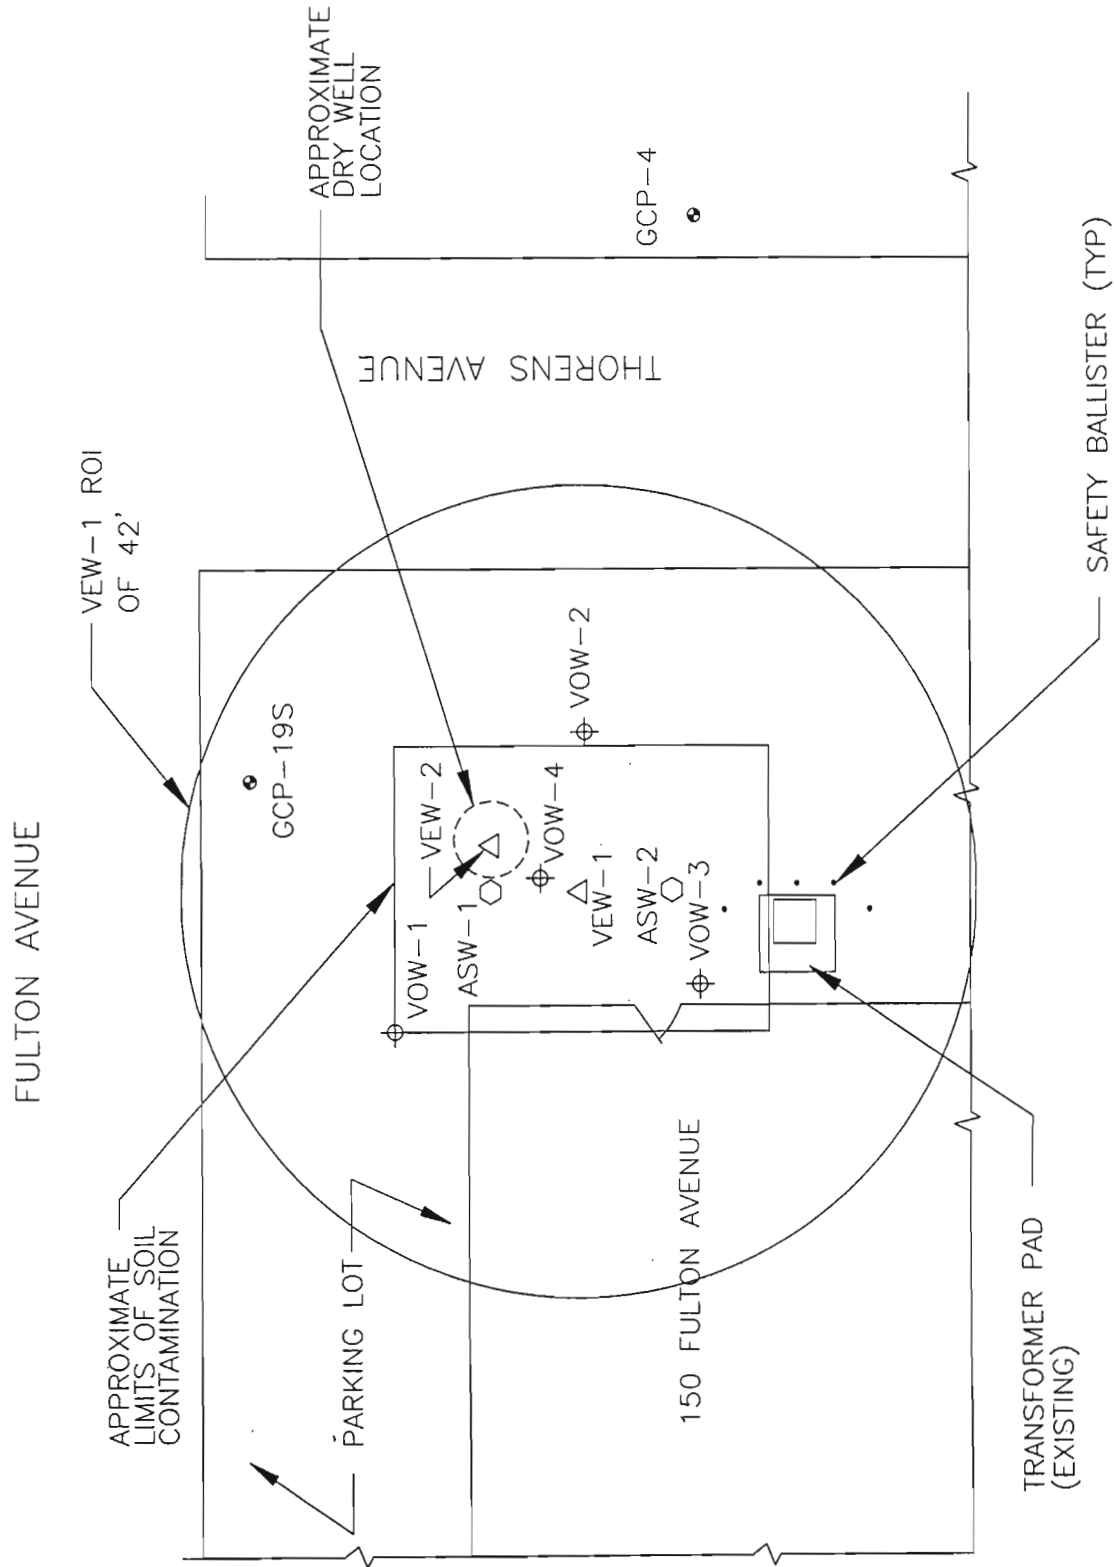 FULTON AVENUE
VEW-1 ROI
OF 42'
APPROXIMATE
DRY WELL
LOCATION
APPROXIMATE
LIMITS OF SOIL
CONTAMINATION
GCP-19S
THORENS AVENUE
GCP-4
PARKING LOT
VOW-1
VEW-2
ASW-1
VOW-4
VOW-2
VEW-1
ASW-2
VOW-3
150 FULTON AVENUE
TRANSFORMER PAD
(EXISTING)
SAFETY BALLISTER (TYP)